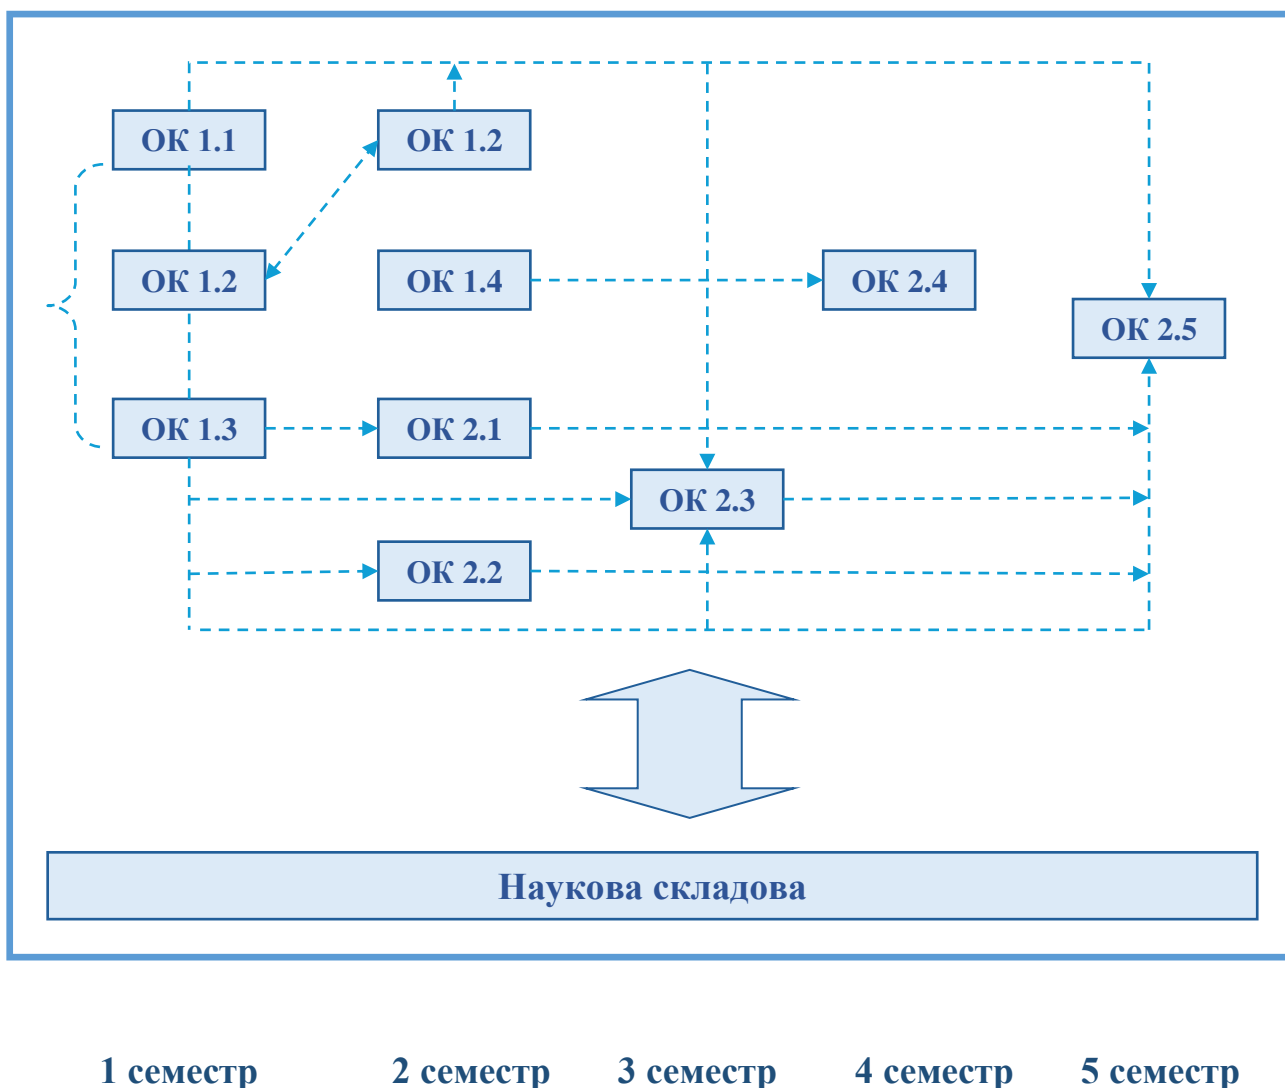 ОК 1.1 ОК 1.2
ОК 1.2 ОК 1.4 ОК 2.4
ОК 2.5
ОК 1.3 ОК 2.1
ОК 2.3
ОК 2.2
Наукова складова
1 семестр 2 семестр 3 семестр 4 семестр 5 семестр